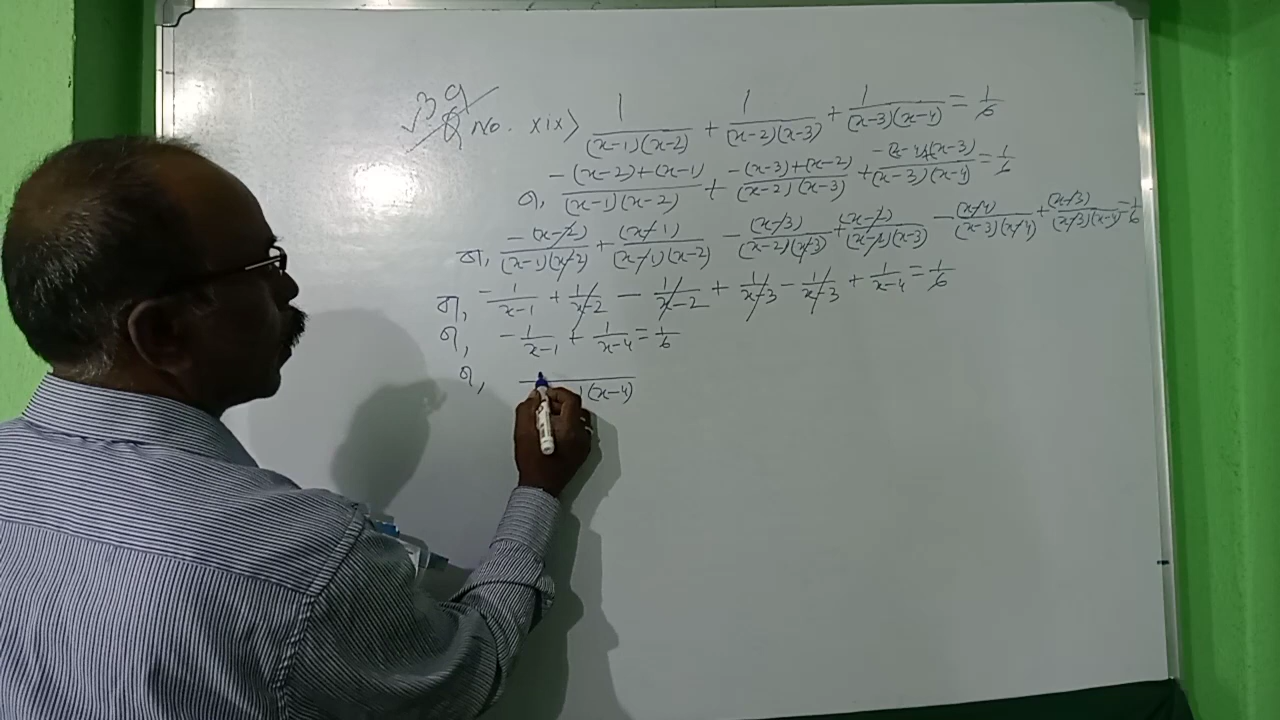 No. xix) 1/((x-1)(x-2)) + 1/((x-2)(x-3)) + 1/((x-3)(x-4)) = 1/6
বা, (-(x-2)+(x-1))/((x-1)(x-2)) + (-(x-3)+(x-2))/((x-2)(x-3)) + (-(x-4)+(x-3))/((x-3)(x-4)) = 1/6
বা, -(x-2)/((x-1)(x-2)) + (x-1)/((x-1)(x-2)) - (x-3)/((x-2)(x-3)) + (x-2)/((x-2)(x-3)) - (x-4)/((x-3)(x-4)) + (x-3)/((x-3)(x-4)) = 1/6
বা, -1/(x-1) + 1/(x-2) - 1/(x-2) + 1/(x-3) - 1/(x-3) + 1/(x-4) = 1/6
বা, -1/(x-1) + 1/(x-4) = 1/6
বা, (x-4)